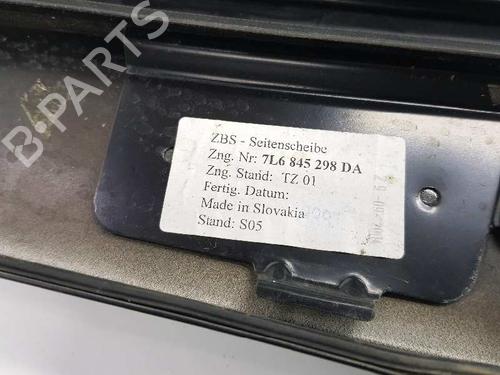 ZBS - Seitenscheibe
Zng. Nr: 7L6 845 298 DA
Zng. Stand: TZ 01
Fertig. Datum:
Made in Slovakia
Stand: S05